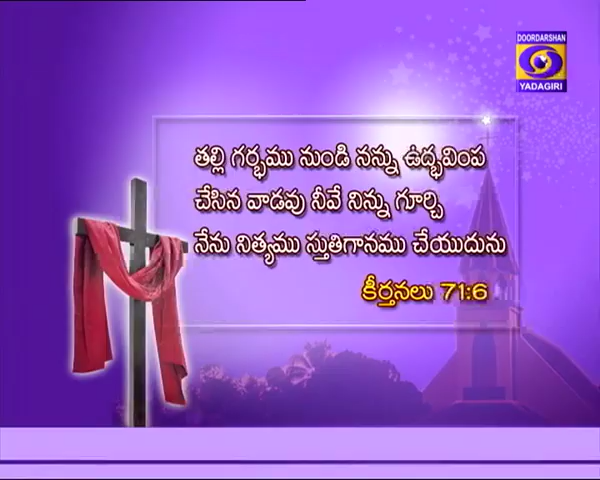 DOORDARSHAN
YADAGIRI
తల్లి గర్భము నుండి నన్ను ఉద్భవింప
చేసిన వాడవు నీవే నిన్ను గూర్చి
నేను నిత్యము స్తుతిగానము చేయుదును
కీర్తనలు 71:6